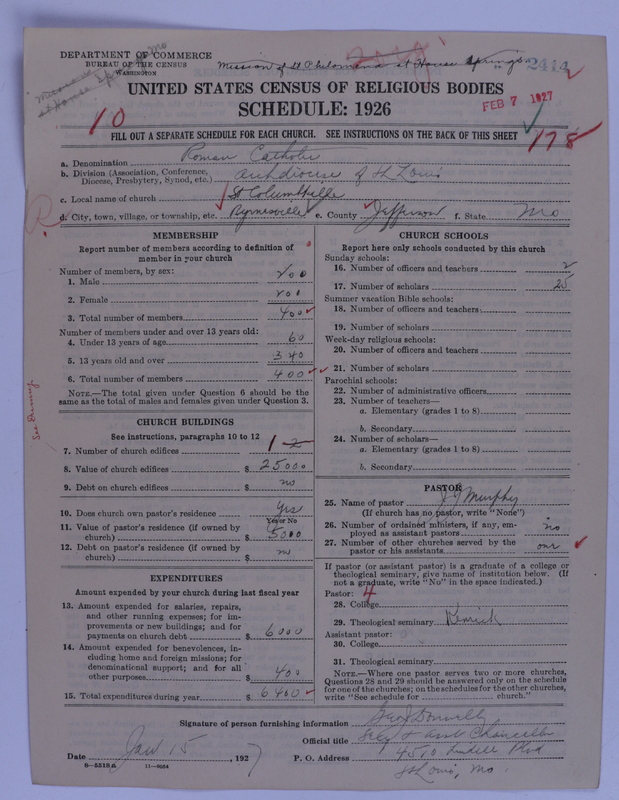 DEPARTMENT OF COMMERCE
BUREAU OF THE CENSUS
WASHINGTON
Mission of St Philomena at House Springs
2414
UNITED STATES CENSUS OF RELIGIOUS BODIES
SCHEDULE: 1926
FEB 7 1927
10
FILL OUT A SEPARATE SCHEDULE FOR EACH CHURCH. SEE INSTRUCTIONS ON THE BACK OF THIS SHEET
178
a. Denomination Roman Catholic
b. Division (Association, Conference, Diocese, Presbytery, Synod, etc.) Archdiocese of St Louis
c. Local name of church St Columbkille
d. City, town, village, or township, etc. Byrnesville e. County Jefferson f. State Mo
MEMBERSHIP
Report number of members according to definition of member in your church
Number of members, by sex:
1. Male 200
2. Female 200
3. Total number of members 400
Number of members under and over 13 years old:
4. Under 13 years of age 60
5. 13 years old and over 340
6. Total number of members 400
NOTE.—The total given under Question 6 should be the same as the total of males and females given under Question 3.
CHURCH BUILDINGS
See instructions, paragraphs 10 to 12
7. Number of church edifices 1 2
8. Value of church edifices $ 25000
9. Debt on church edifices $ no
10. Does church own pastor's residence yes
Yes or No
11. Value of pastor's residence (if owned by church) $ 5000
12. Debt on pastor's residence (if owned by church) $ no
EXPENDITURES
Amount expended by your church during last fiscal year
13. Amount expended for salaries, repairs, and other running expenses; for improvements or new buildings; and for payments on church debt $ 6000
14. Amount expended for benevolences, including home and foreign missions; for denominational support; and for all other purposes $ 400
15. Total expenditures during year $ 6400
CHURCH SCHOOLS
Report here only schools conducted by this church
Sunday schools:
16. Number of officers and teachers 2
17. Number of scholars 25
Summer vacation Bible schools:
18. Number of officers and teachers
19. Number of scholars
Week-day religious schools:
20. Number of officers and teachers
21. Number of scholars
Parochial schools:
22. Number of administrative officers
23. Number of teachers—
a. Elementary (grades 1 to 8)
b. Secondary
24. Number of scholars—
a. Elementary (grades 1 to 8)
b. Secondary
PASTOR
25. Name of pastor J J Murphy
(If church has no pastor, write "None")
26. Number of ordained ministers, if any, employed as assistant pastors no
27. Number of other churches served by the pastor or his assistants one
If pastor (or assistant pastor) is a graduate of a college or theological seminary, give name of institution below. (If not a graduate, write "No" in the space indicated.)
Pastor: 4
28. College
29. Theological seminary Kenrick
Assistant pastor:
30. College
31. Theological seminary
NOTE.—Where one pastor serves two or more churches, Questions 28 and 29 should be answered only on the schedule for one of the churches; on the schedules for the other churches, write "See schedule for church."
Signature of person furnishing information Geo J Donnelly
Official title Secy & Asst Chancellor
Date Jan 15, 1927 P. O. Address 4510 Lindell Blvd
St Louis, Mo.
8—5518a 11—9064